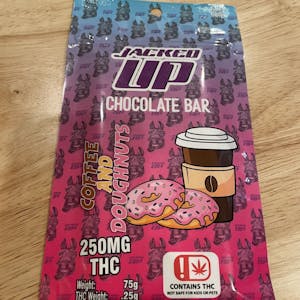 JACKED
UP
CHOCOLATE BAR
COFFEE
AND
DOUGHNUTS
250MG
THC
Weight: 75g
THC Weight: .25g
CONTAINS THC
NOT SAFE FOR KIDS OR PETS